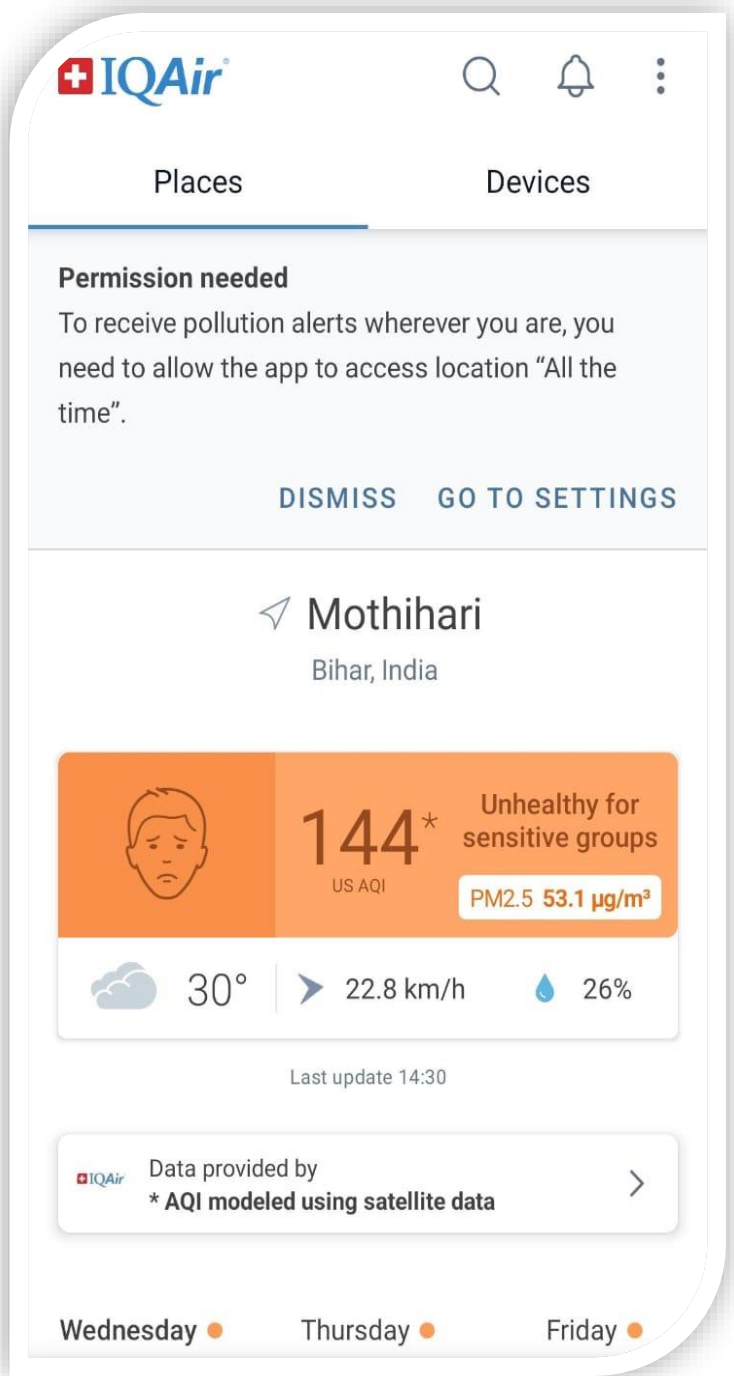 IQAir
Places
Devices
Permission needed
To receive pollution alerts wherever you are, you
need to allow the app to access location “All the
time”.
DISMISS
GO TO SETTINGS
Mothihari
Bihar, India
144*
US AQI
Unhealthy for
sensitive groups
PM2.5 53.1 µg/m³
30°
22.8 km/h
26%
Last update 14:30
IQAir
Data provided by
* AQI modeled using satellite data
Wednesday
Thursday
Friday